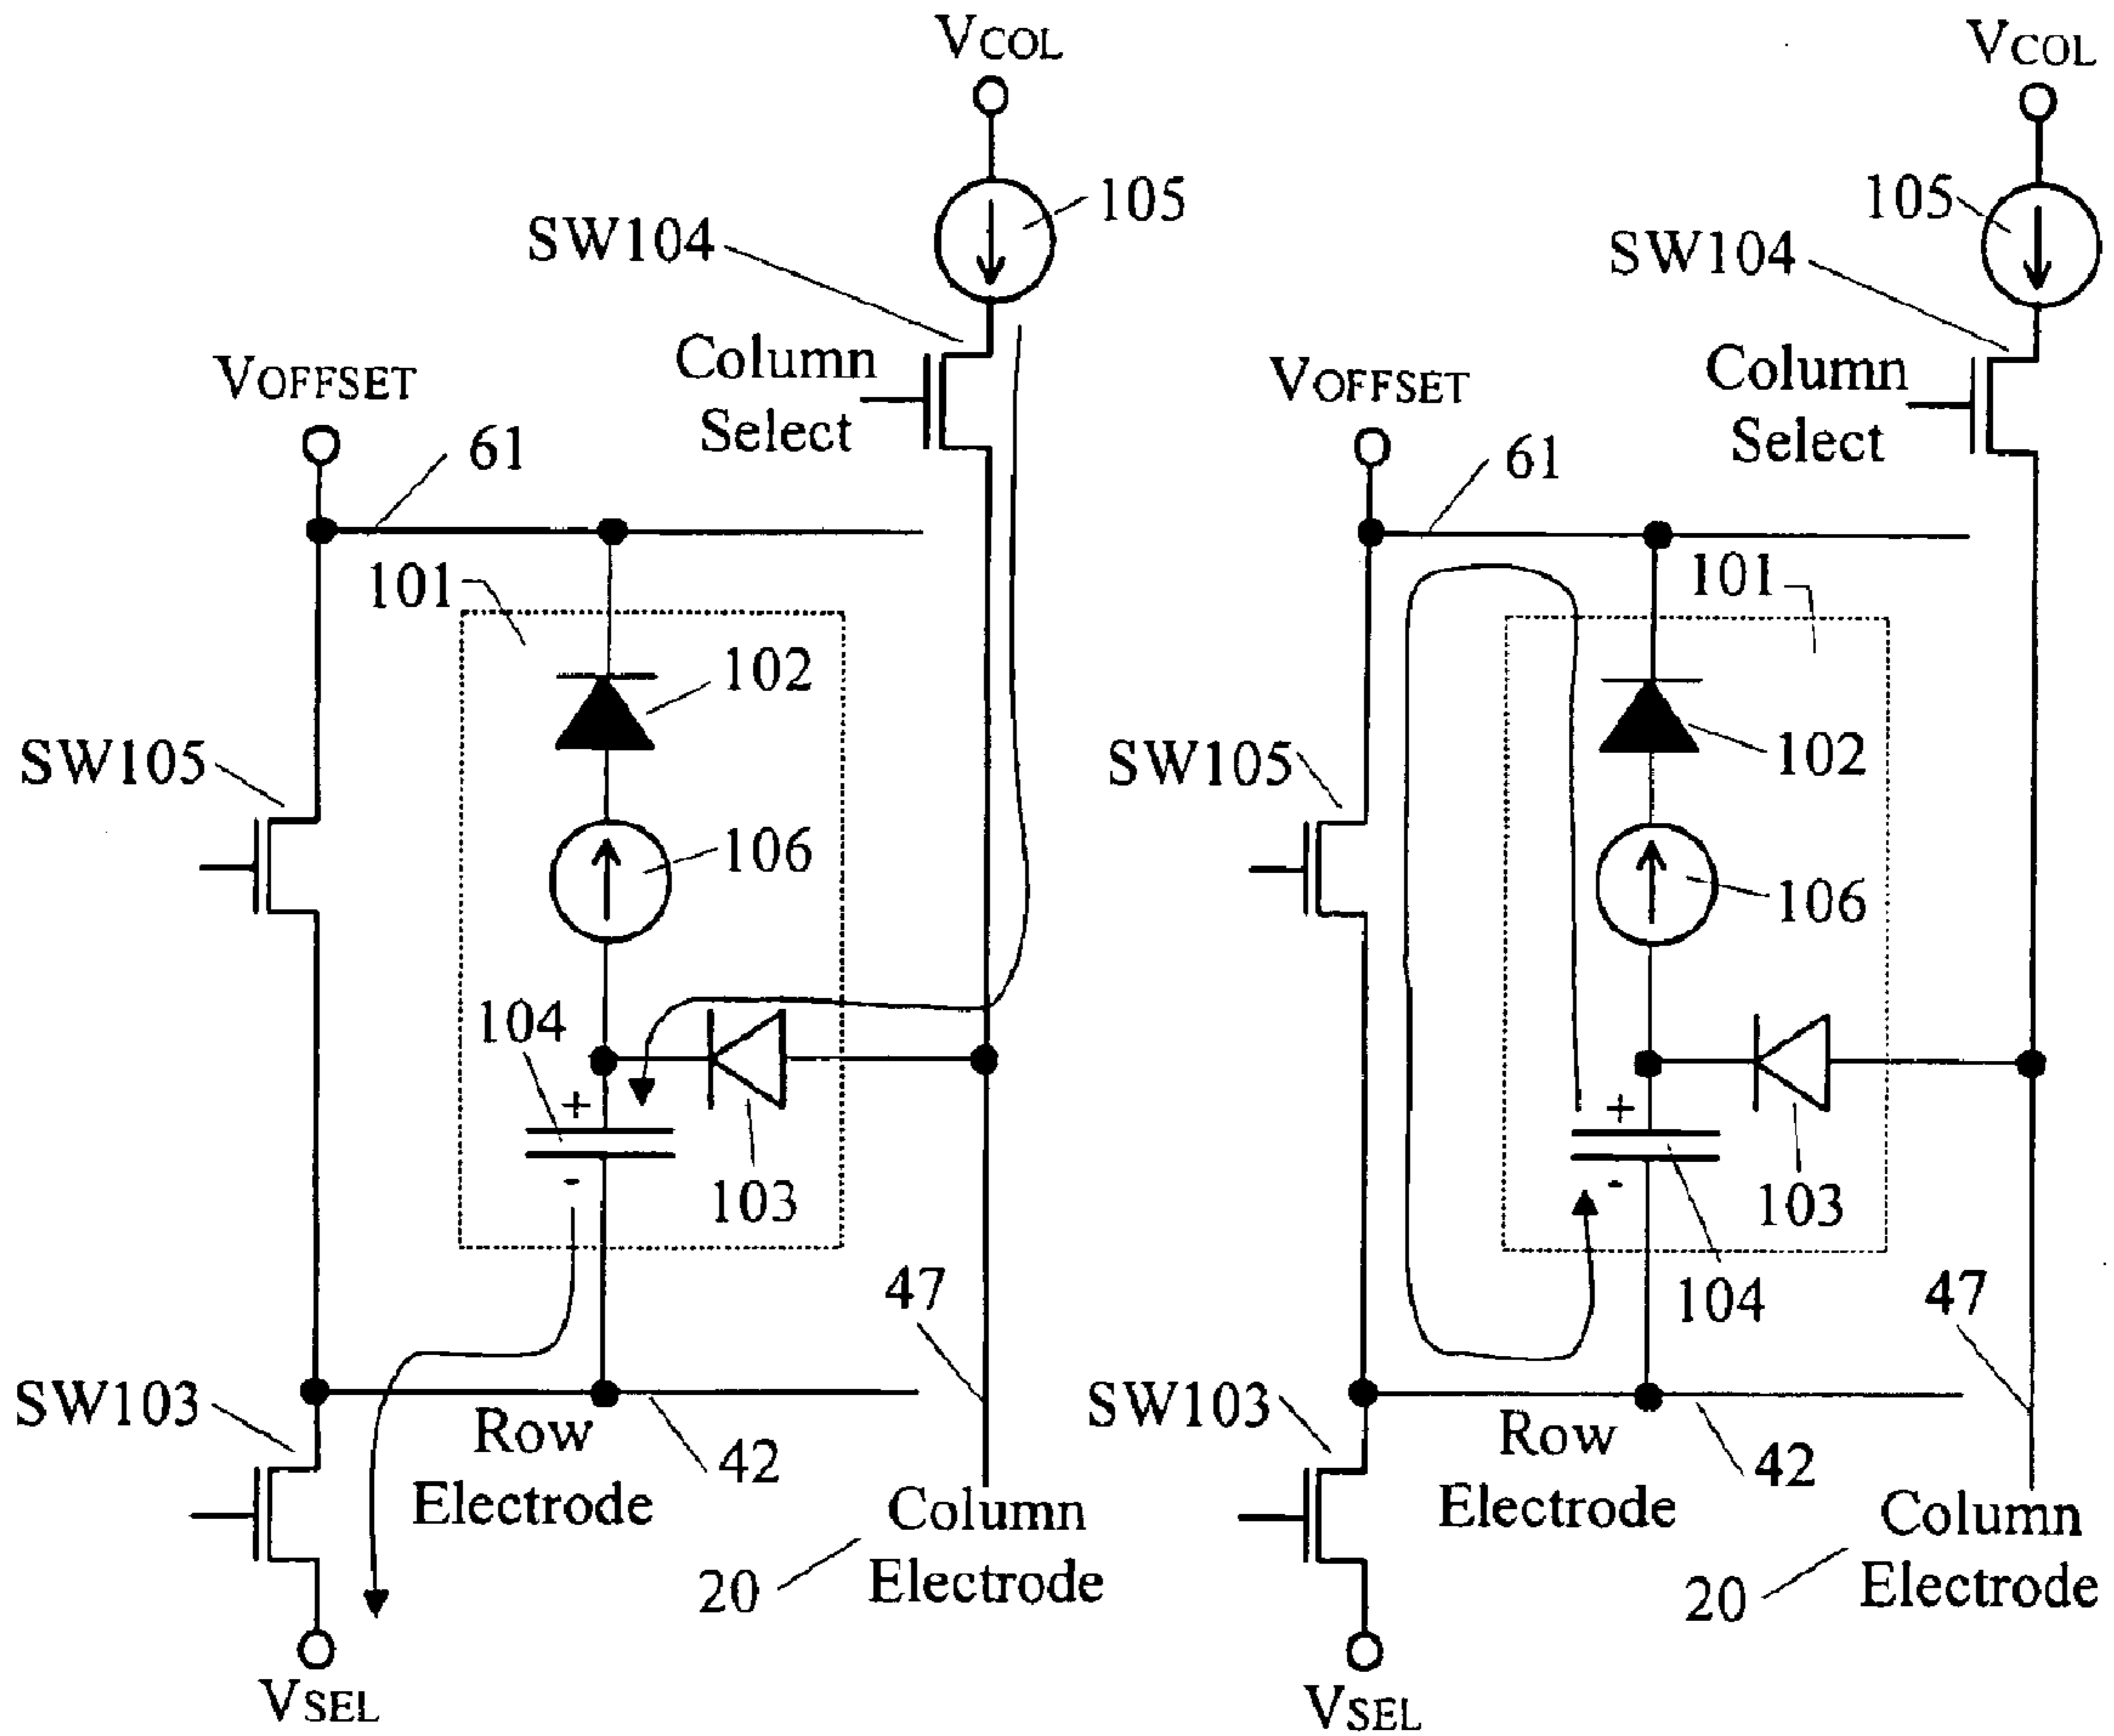 VCOL
105
SW104
Column
Select
VOFFSET
61
101
102
SW105
106
104
+
-
103
47
SW103
Row
Electrode
42
Column
Electrode
20
VSEL
VCOL
105
SW104
Column
Select
VOFFSET
61
101
102
SW105
106
+
-
103
104
47
SW103
Row
Electrode
42
Column
Electrode
20
VSEL